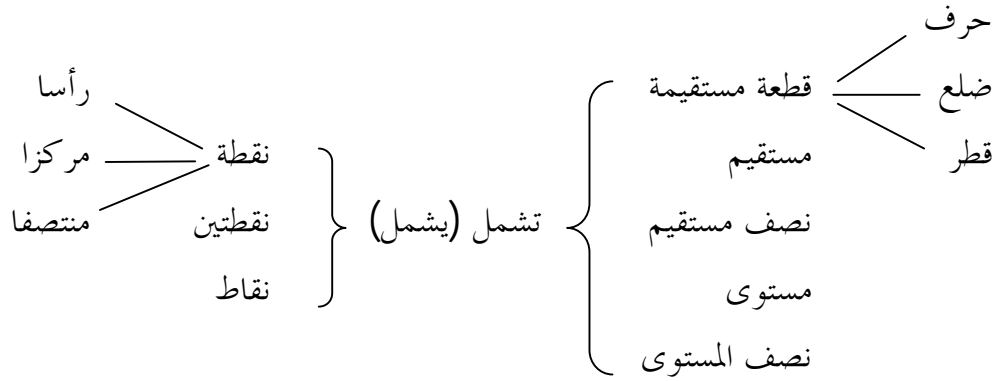 حرف
ضلع
قطر
قطعة مستقيمة
مستقيم
نصف مستقيم
مستوى
نصف المستوى
تشمل (يشمل)
نقطة
نقطتين
نقاط
رأسا
مركزا
منتصفا